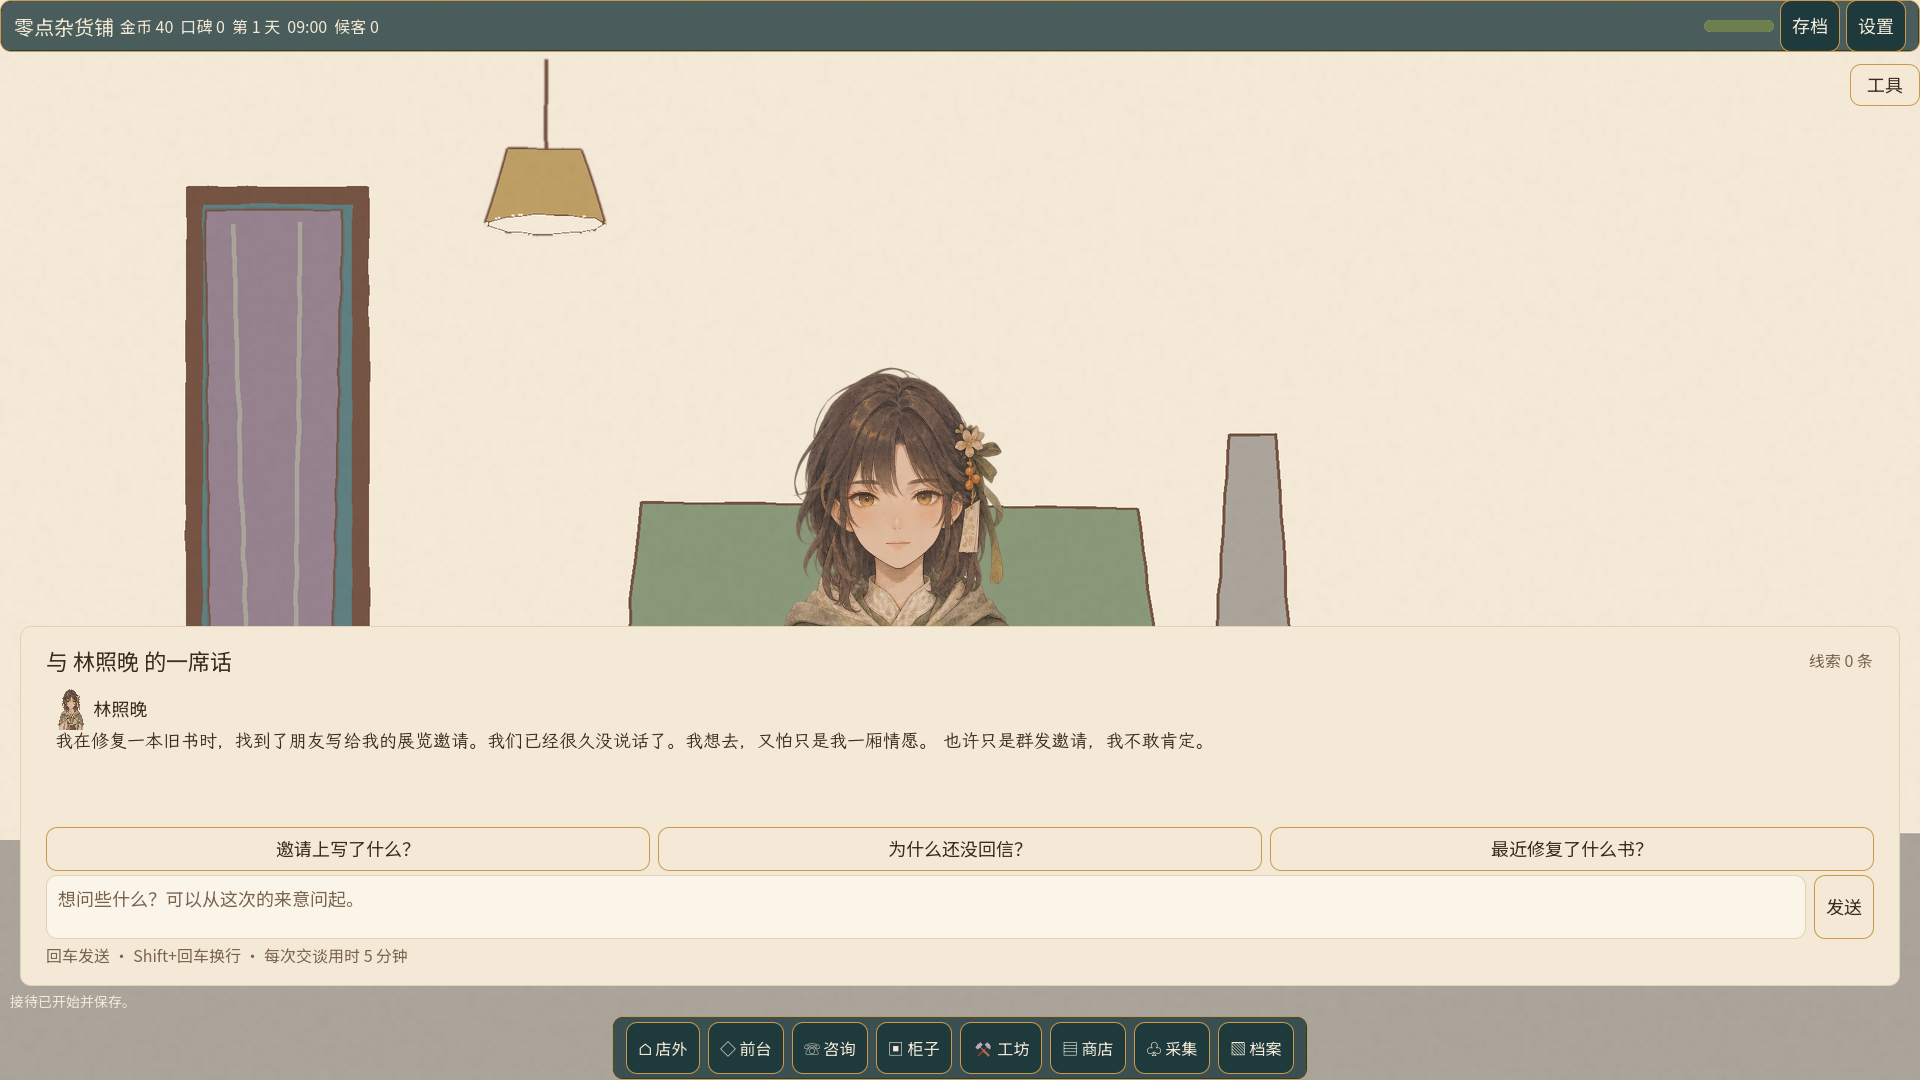 零点杂货铺 金币 40 口碑 0 第 1 天 09:00 候客 0
存档
设置
工具
与 林照晚 的一席话
线索 0 条
林照晚
我在修复一本旧书时，找到了朋友写给我的展览邀请。我们已经很久没说话了。我想去，又怕只是我一厢情愿。 也许只是群发邀请，我不敢肯定。
邀请上写了什么？
为什么还没回信？
最近修复了什么书？
想问些什么？可以从这次的来意问起。
发送
回车发送 · Shift+回车换行 · 每次交谈用时 5 分钟
接待已开始并保存。
店外
前台
咨询
柜子
工坊
商店
采集
档案